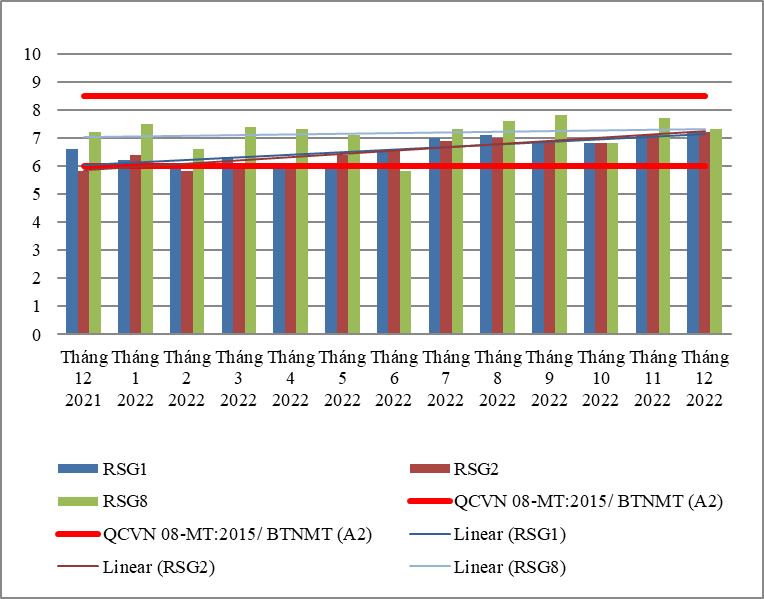 10
9
8
7
6
5
4
3
2
1
0
Tháng Tháng Tháng Tháng Tháng Tháng Tháng Tháng Tháng Tháng Tháng Tháng Tháng
12 1 2 3 4 5 6 7 8 9 10 11 12
2021 2022 2022 2022 2022 2022 2022 2022 2022 2022 2022 2022 2022
RSG1 RSG2
RSG8 QCVN 08-MT:2015/ BTNMT (A2)
QCVN 08-MT:2015/ BTNMT (A2) Linear (RSG1)
Linear (RSG2) Linear (RSG8)